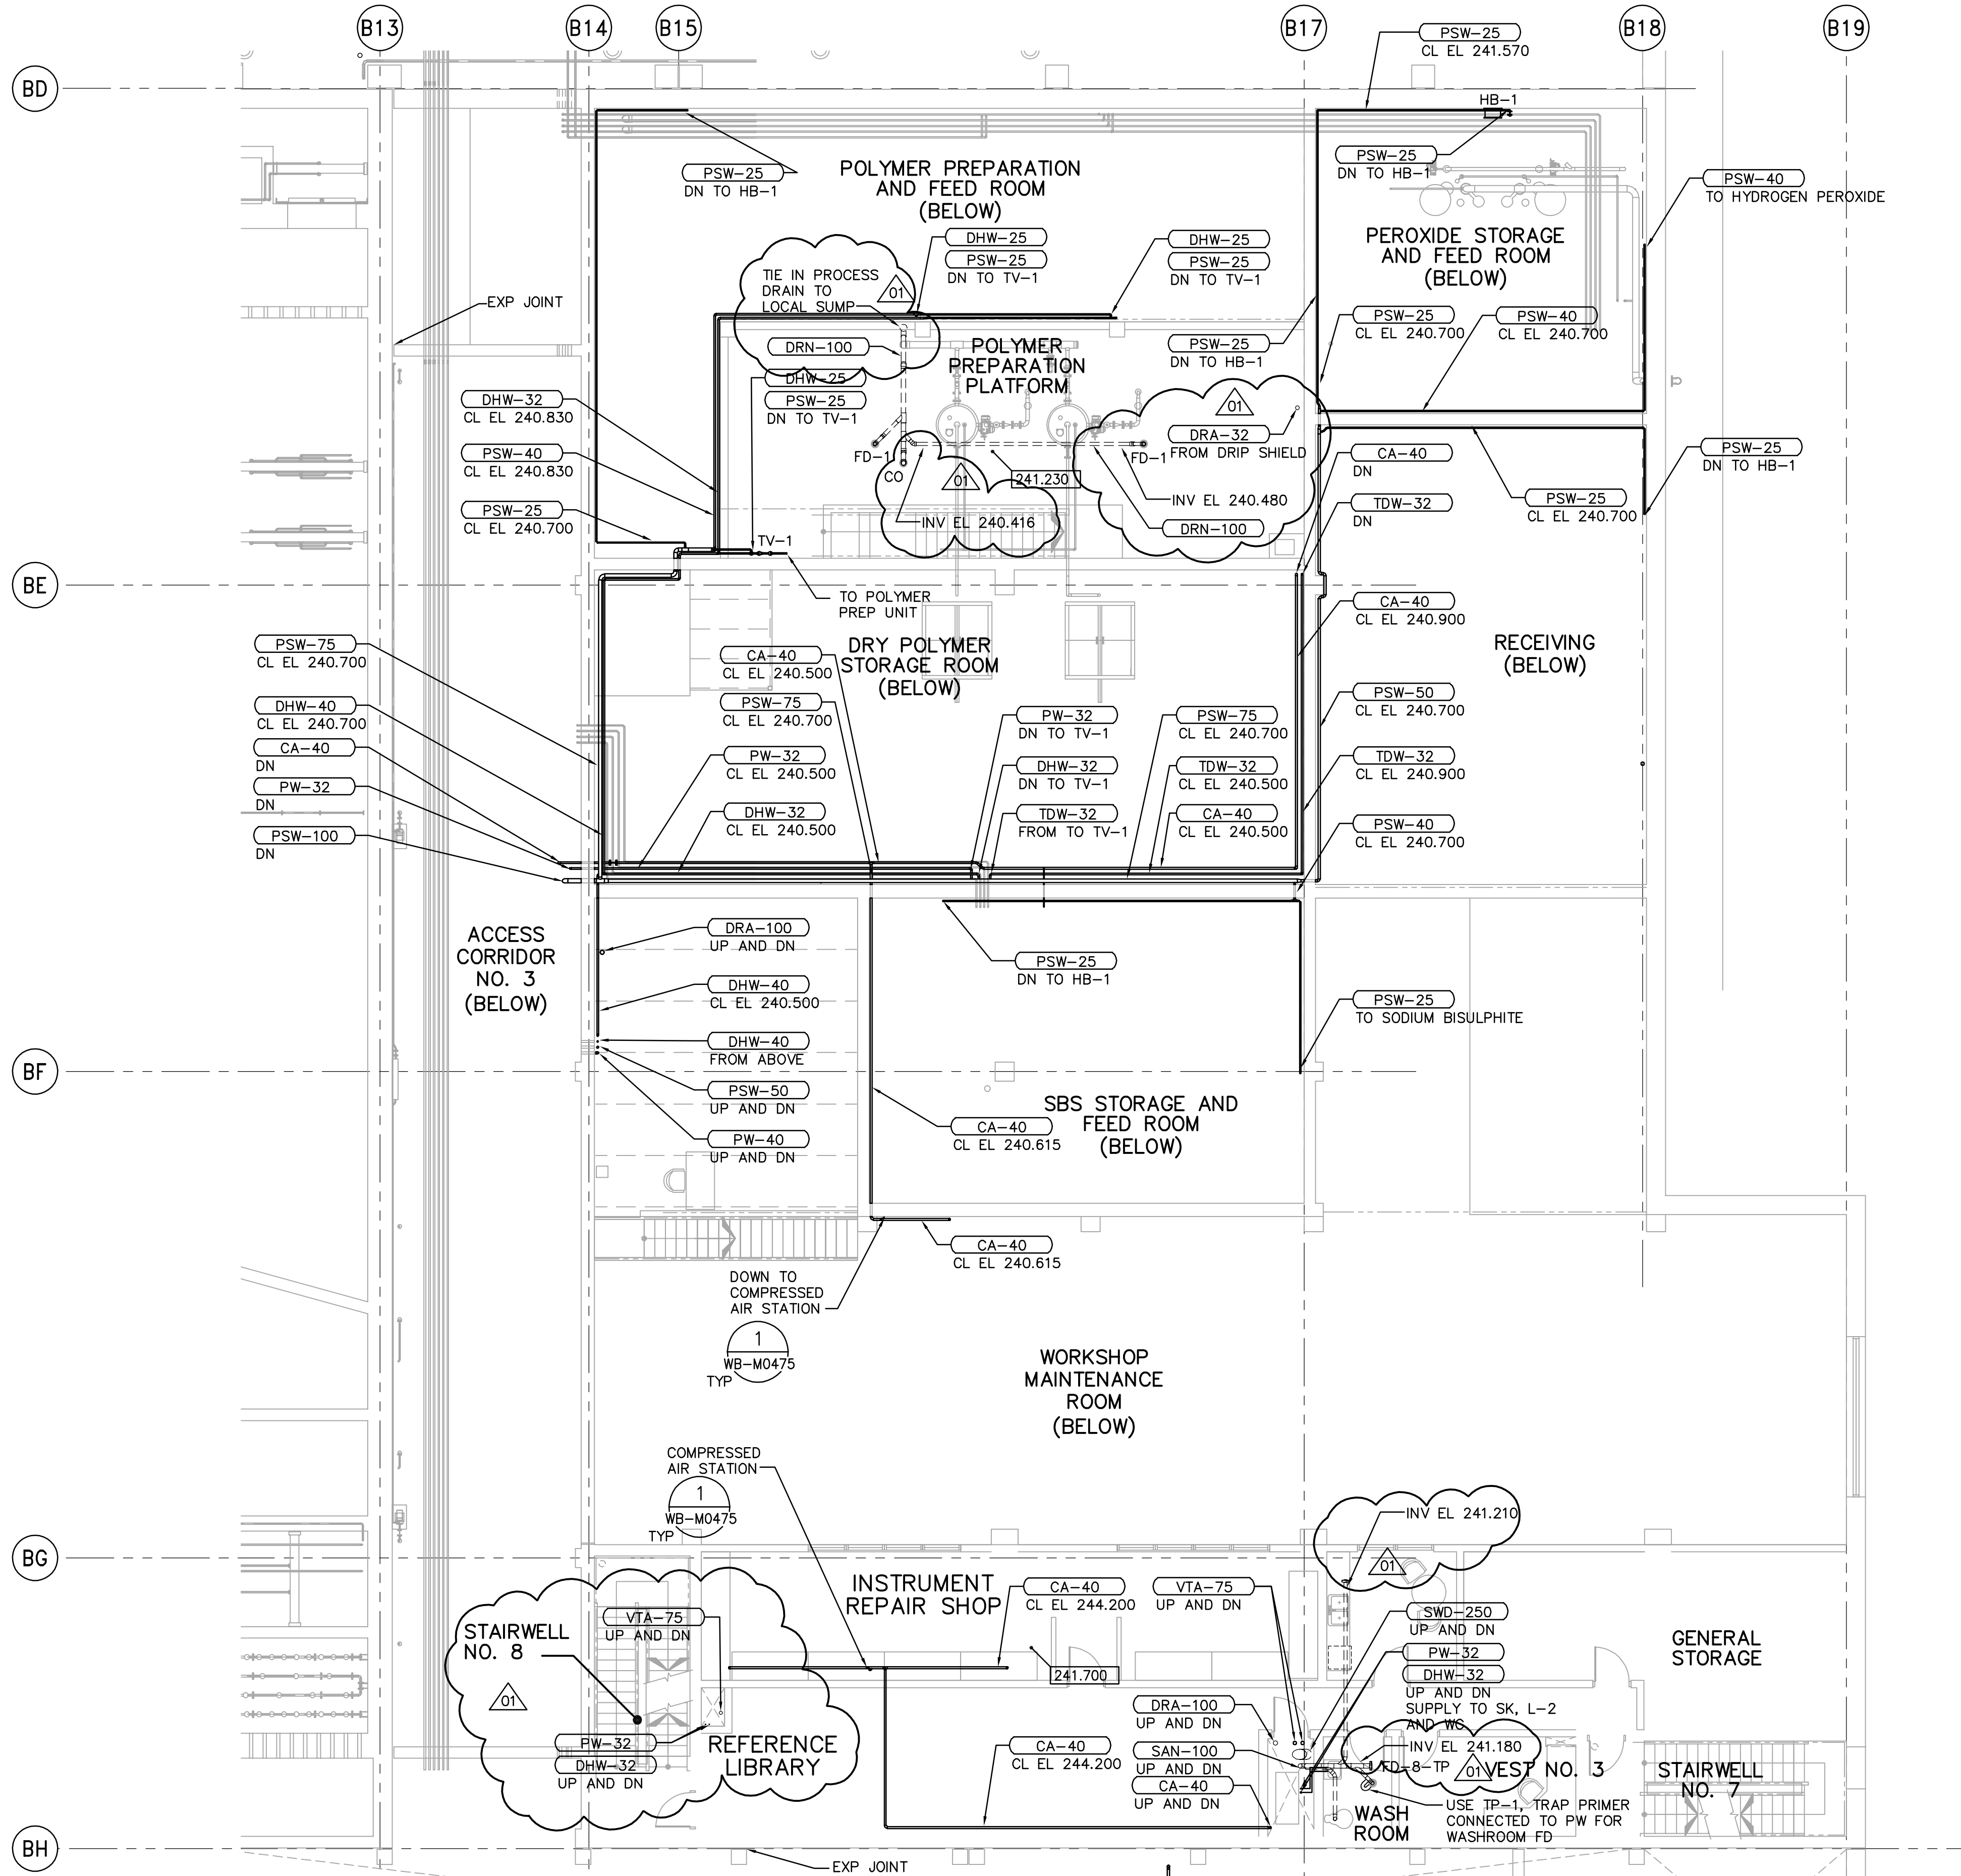 B13
B14
B15
B17
B18
B19
BD
BE
BF
BG
BH
PSW-25
CL EL 241.570
HB-1
PSW-25
DN TO HB-1
PSW-25
DN TO HB-1
POLYMER PREPARATION
AND FEED ROOM
(BELOW)
PSW-40
TO HYDROGEN PEROXIDE
PEROXIDE STORAGE
AND FEED ROOM
(BELOW)
DHW-25
PSW-25
DN TO TV-1
DHW-25
PSW-25
DN TO TV-1
TIE IN PROCESS
DRAIN TO
LOCAL SUMP
01
EXP JOINT
PSW-25
CL EL 240.700
PSW-40
CL EL 240.700
DRN-100
POLYMER
PREPARATION
PLATFORM
PSW-25
DN TO HB-1
DHW-25
PSW-25
DN TO TV-1
DHW-32
CL EL 240.830
PSW-40
CL EL 240.830
PSW-25
CL EL 240.700
01
DRA-32
FROM DRIP SHIELD
FD-1
CO
01
241.230
FD-1
INV EL 240.480
INV EL 240.416
DRN-100
CA-40
DN
TDW-32
DN
PSW-25
DN TO HB-1
PSW-25
CL EL 240.700
TV-1
TO POLYMER
PREP UNIT
PSW-75
CL EL 240.700
DHW-40
CL EL 240.700
CA-40
DN
PW-32
DN
PSW-100
DN
DRY POLYMER
STORAGE ROOM
(BELOW)
CA-40
CL EL 240.500
PSW-75
CL EL 240.700
PW-32
CL EL 240.500
DHW-32
CL EL 240.500
PW-32
DN TO TV-1
DHW-32
DN TO TV-1
TDW-32
FROM TO TV-1
PSW-75
CL EL 240.700
TDW-32
CL EL 240.500
CA-40
CL EL 240.500
CA-40
CL EL 240.900
RECEIVING
(BELOW)
PSW-50
CL EL 240.700
TDW-32
CL EL 240.900
PSW-40
CL EL 240.700
ACCESS
CORRIDOR
NO. 3
(BELOW)
DRA-100
UP AND DN
DHW-40
CL EL 240.500
DHW-40
FROM ABOVE
PSW-50
UP AND DN
PW-40
UP AND DN
PSW-25
DN TO HB-1
PSW-25
TO SODIUM BISULPHITE
SBS STORAGE AND
FEED ROOM
(BELOW)
CA-40
CL EL 240.615
CA-40
CL EL 240.615
DOWN TO
COMPRESSED
AIR STATION
1
WB-M0475
TYP
WORKSHOP
MAINTENANCE
ROOM
(BELOW)
COMPRESSED
AIR STATION
1
WB-M0475
TYP
INV EL 241.210
01
INSTRUMENT
REPAIR SHOP
CA-40
CL EL 244.200
VTA-75
UP AND DN
SWD-250
UP AND DN
PW-32
DHW-32
UP AND DN
SUPPLY TO SK, L-2
AND WC
GENERAL
STORAGE
STAIRWELL
NO. 8
VTA-75
UP AND DN
01
241.700
PW-32
DHW-32
UP AND DN
REFERENCE
LIBRARY
CA-40
CL EL 244.200
DRA-100
UP AND DN
SAN-100
UP AND DN
CA-40
UP AND DN
INV EL 241.180
FD-8-TP
01
VEST NO. 3
STAIRWELL
NO. 7
WASH
ROOM
USE TP-1, TRAP PRIMER
CONNECTED TO PW FOR
WASHROOM FD
EXP JOINT